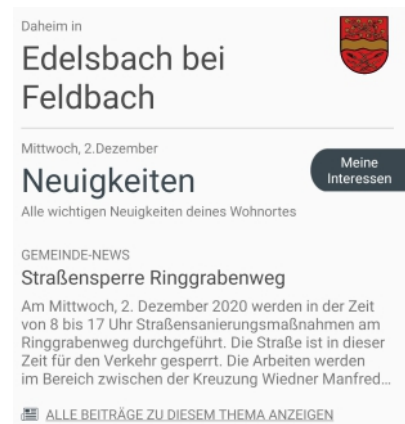 Daheim in
Edelsbach bei
Feldbach
Mittwoch, 2.Dezember
Neuigkeiten
Meine
Interessen
Alle wichtigen Neuigkeiten deines Wohnortes
GEMEINDE-NEWS
Straßensperre Ringgrabenweg
Am Mittwoch, 2. Dezember 2020 werden in der Zeit
von 8 bis 17 Uhr Straßensanierungsmaßnahmen am
Ringgrabenweg durchgeführt. Die Straße ist in dieser
Zeit für den Verkehr gesperrt. Die Arbeiten werden
im Bereich zwischen der Kreuzung Wiedner Manfred...
ALLE BEITRÄGE ZU DIESEM THEMA ANZEIGEN